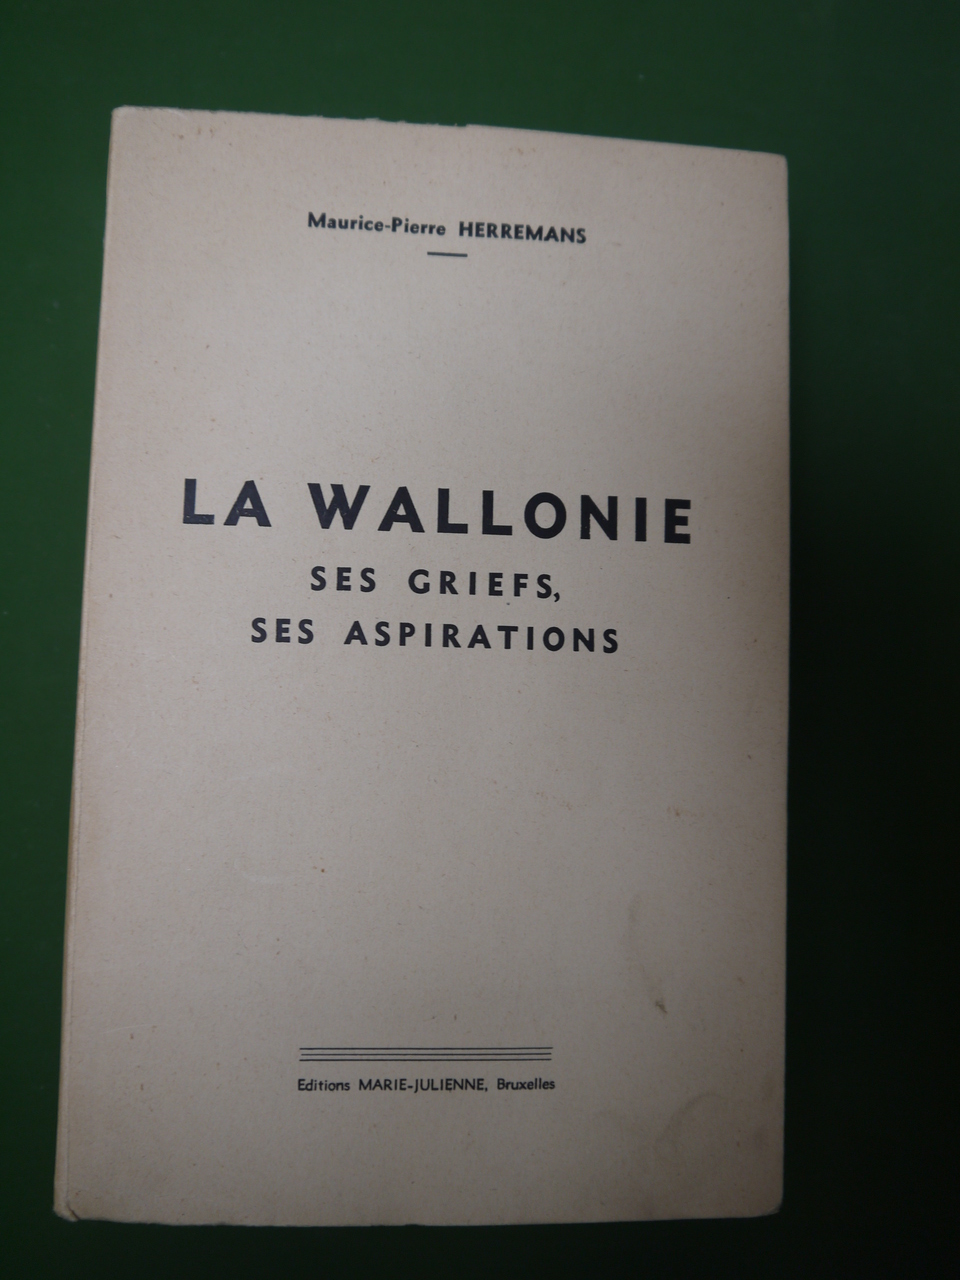 Maurice-Pierre HERREMANS
LA WALLONIE
SES GRIEFS,
SES ASPIRATIONS
Editions MARIE-JULIENNE, Bruxelles